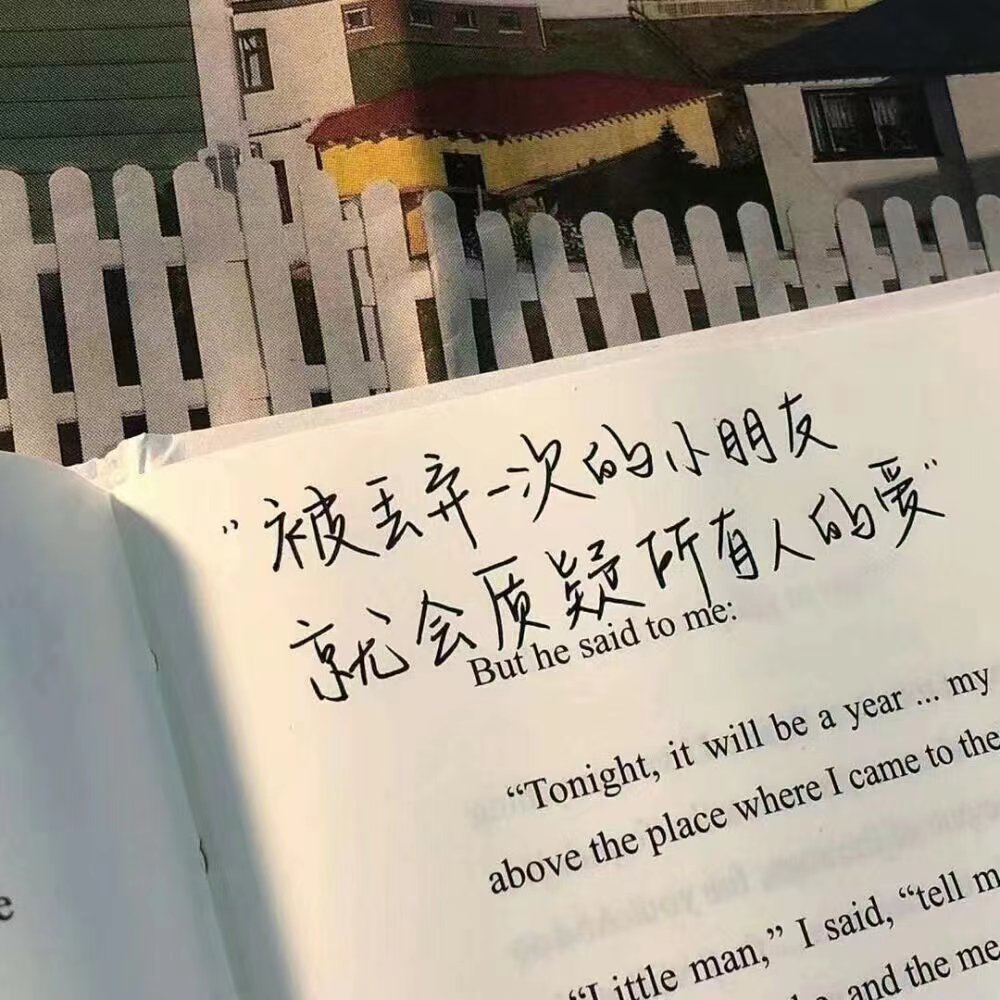 "被丢弃一次的小朋友
就会质疑所有人的爱"
But he said to me:
"Tonight, it will be a year ... my
above the place where I came to the
e
"Little man," I said, "tell m
and the me